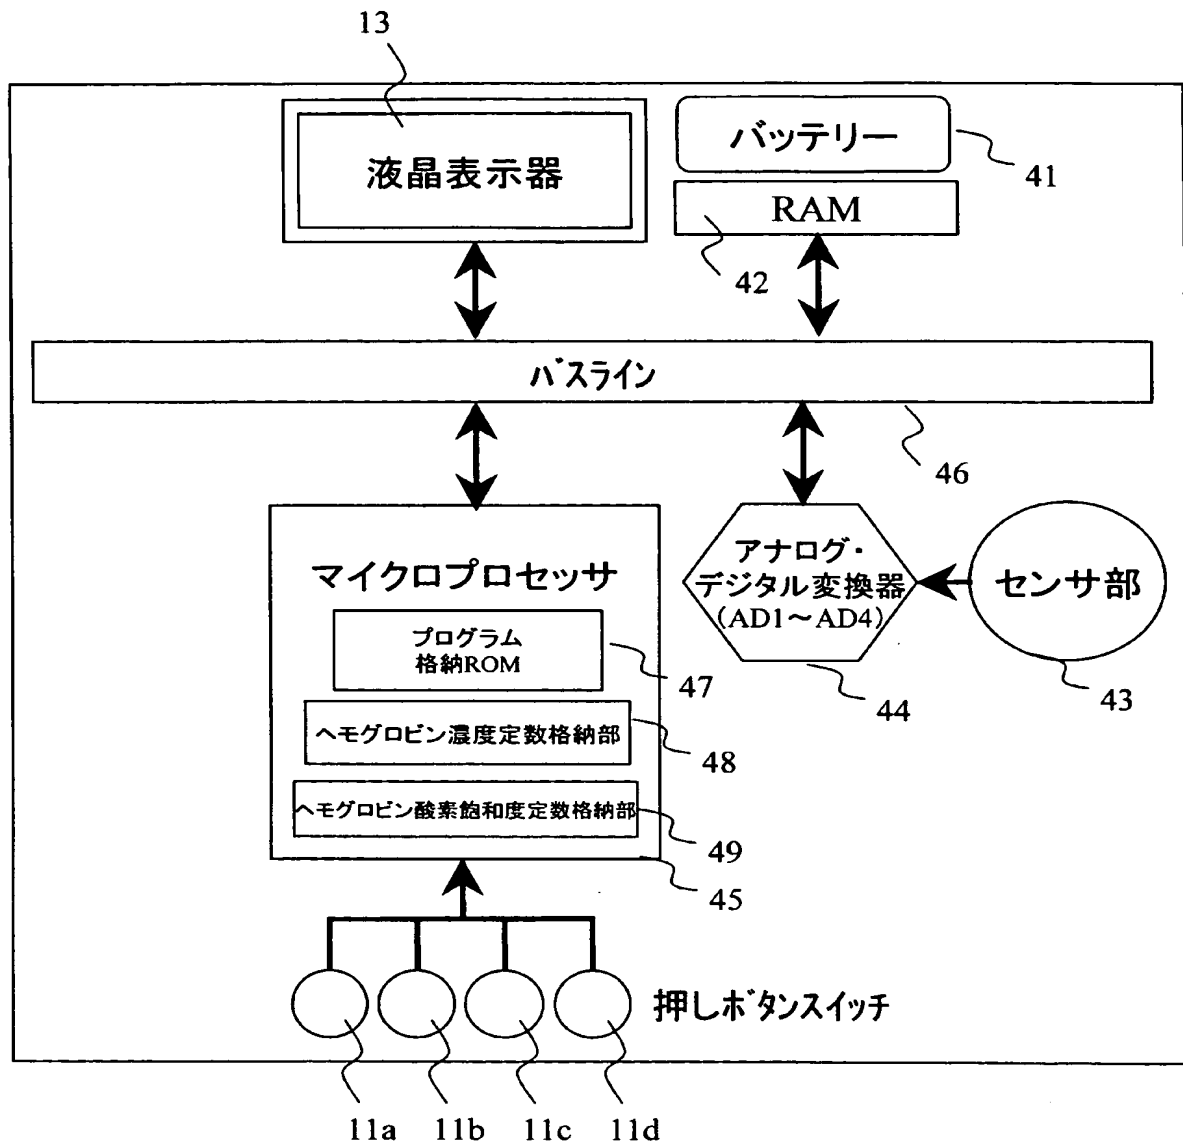 13
液晶表示器
バッテリー
41
RAM
42
バスライン
46
マイクロプロセッサ
プログラム
格納ROM
47
ヘモグロビン濃度定数格納部
48
ヘモグロビン酸素飽和度定数格納部
49
45
アナログ・
デジタル変換器
(AD1～AD4)
44
センサ部
43
押しボタンスイッチ
11a
11b
11c
11d